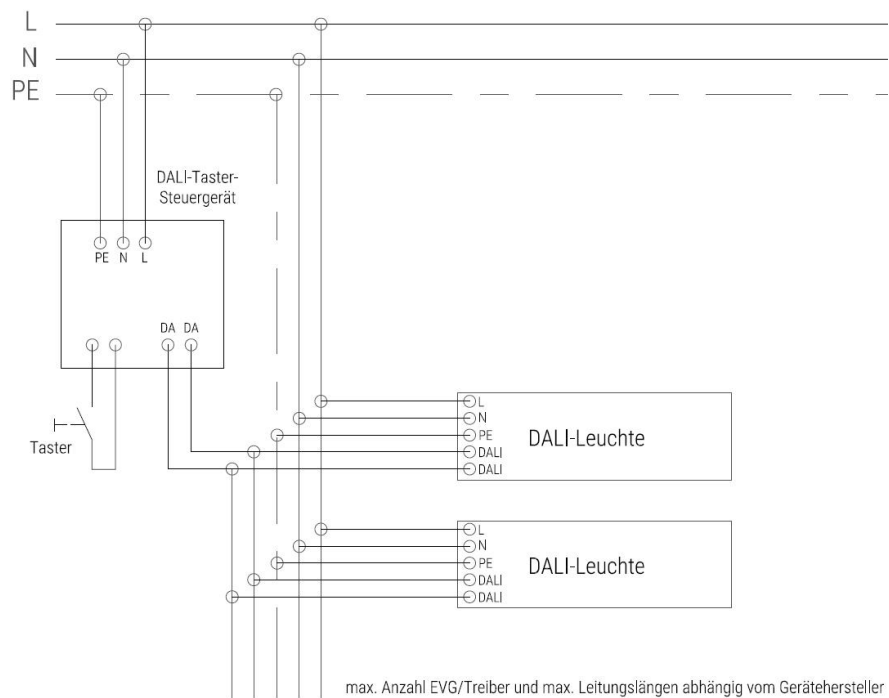 L
N
PE
DALI-Taster-
Steuergerät
PE N L
DA DA
Taster
L
N
PE
DALI
DALI
DALI-Leuchte
L
N
PE
DALI
DALI
DALI-Leuchte
max. Anzahl EVG/Treiber und max. Leitungslängen abhängig vom Gerätehersteller